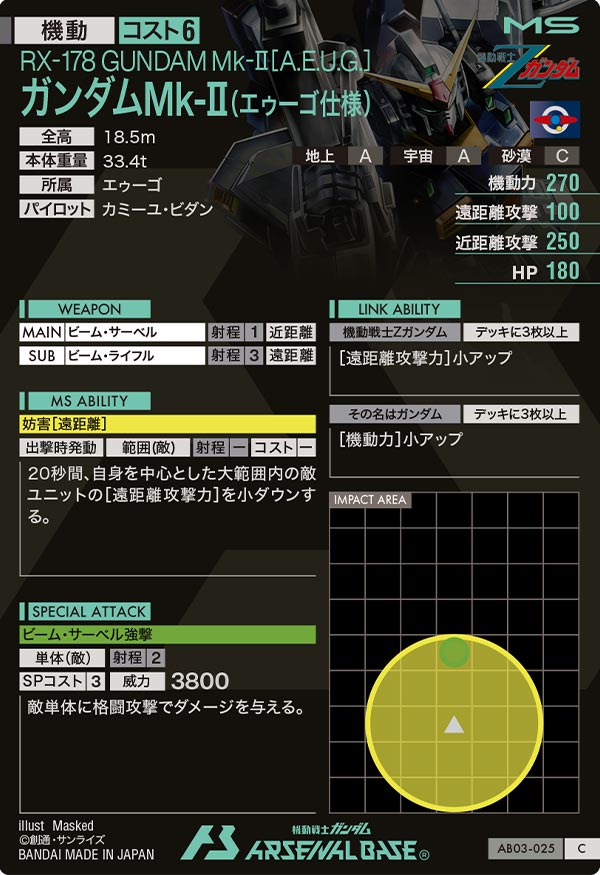 機動 コスト6
MS
RX-178 GUNDAM Mk-Ⅱ[A.E.U.G.]
ガンダムMk-Ⅱ(エゥーゴ仕様)
機動戦士Zガンダム
全高 18.5m
本体重量 33.4t
所属 エゥーゴ
パイロット カミーユ・ビダン
地上 A 宇宙 A 砂漠 C
機動力 270
遠距離攻撃 100
近距離攻撃 250
HP 180
WEAPON
MAIN ビーム・サーベル 射程 1 近距離
SUB ビーム・ライフル 射程 3 遠距離
MS ABILITY
妨害[遠距離]
出撃時発動 範囲(敵) 射程 ー コスト ー
20秒間、自身を中心とした大範囲内の敵
ユニットの[遠距離攻撃力]を小ダウンす
る。
SPECIAL ATTACK
ビーム・サーベル強撃
単体(敵) 射程 2
SPコスト 3 威力 3800
敵単体に格闘攻撃でダメージを与える。
LINK ABILITY
機動戦士Zガンダム デッキに3枚以上
[遠距離攻撃力]小アップ
その名はガンダム デッキに3枚以上
[機動力]小アップ
IMPACT AREA
illust Masked
©創通・サンライズ
BANDAI MADE IN JAPAN
AB 機動戦士ガンダム
ARSENAL BASE®
AB03-025 C